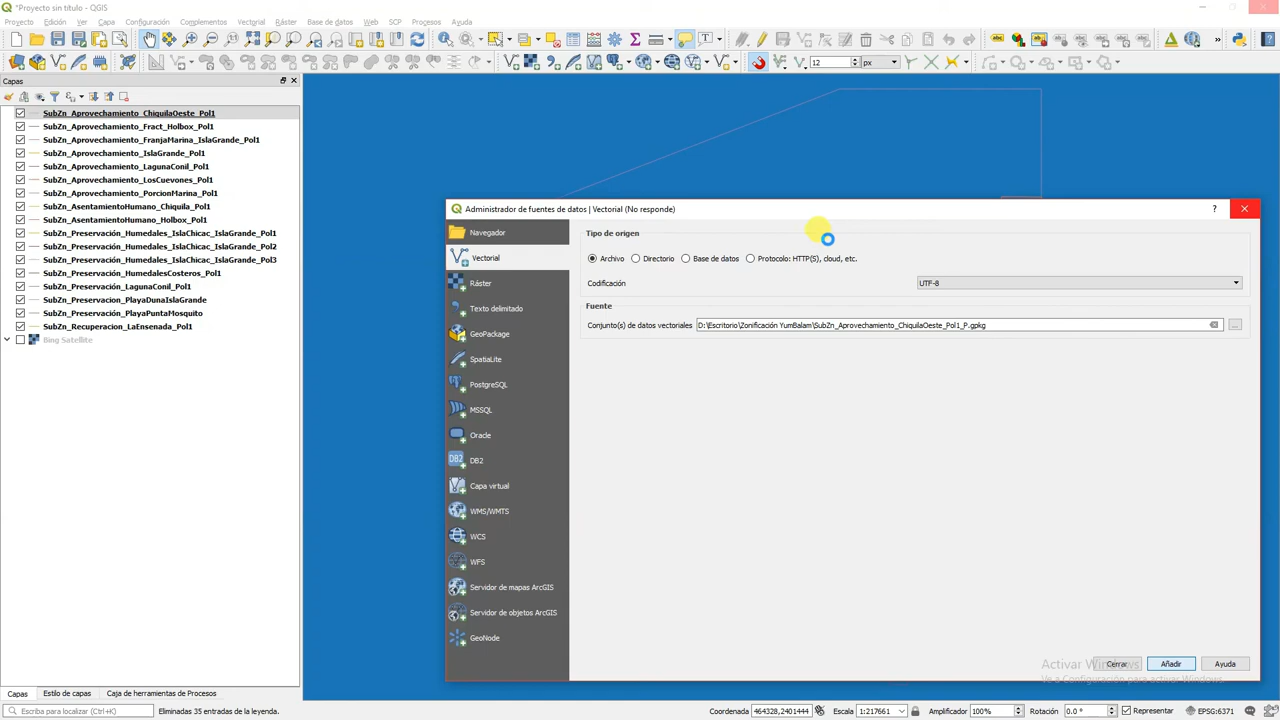 *Proyecto sin título - QGIS
Proyecto Edición Ver Capa Configuración Complementos Vectorial Ráster Base de datos Web SCP Procesos Ayuda
12 px
Capas
SubZn_Aprovechamiento_ChiquilaOeste_Pol1
SubZn_Aprovechamiento_Fract_Holbox_Pol1
SubZn_Aprovechamiento_FranjaMarina_IslaGrande_Pol1
SubZn_Aprovechamiento_IslaGrande_Pol1
SubZn_Aprovechamiento_LagunaConil_Pol1
SubZn_Aprovechamiento_LosCuevones_Pol1
SubZn_Aprovechamiento_PorcionMarina_Pol1
SubZn_AsentamientoHumano_Chiquila_Pol1
SubZn_AsentamientoHumano_Holbox_Pol1
SubZn_Preservación_Humedales_IslaChicac_IslaGrande_Pol1
SubZn_Preservación_Humedales_IslaChicac_IslaGrande_Pol2
SubZn_Preservación_Humedales_IslaChicac_IslaGrande_Pol3
SubZn_Preservación_HumedalesCosteros_Pol1
SubZn_Preservación_LagunaConil_Pol1
SubZn_Preservacion_PlayaDunaIslaGrande
SubZn_Preservación_PlayaPuntaMosquito
SubZn_Recuperacion_LaEnsenada_Pol1
Bing Satellite
Administrador de fuentes de datos | Vectorial (No responde)
?
Navegador
Vectorial
Ráster
Texto delimitado
GeoPackage
SpatiaLite
PostgreSQL
MSSQL
Oracle
DB2
Capa virtual
WMS/WMTS
WCS
WFS
Servidor de mapas ArcGIS
Servidor de objetos ArcGIS
GeoNode
Tipo de origen
Archivo Directorio Base de datos Protocolo: HTTP(S), cloud, etc.
Codificación UTF-8
Fuente
Conjunto(s) de datos vectoriales D:\Escritorio\Zonificación YumBalam\SubZn_Aprovechamiento_ChiquilaOeste_Pol1_P.gpkg ...
Activar Windows
Ve a Configuración para activar Windows.
Cerrar Añadir Ayuda
Capas Estilo de capas Caja de herramientas de Procesos
Escriba para localizar (Ctrl+K) Eliminadas 35 entradas de la leyenda. Coordenada 464328,2401444 Escala 1:217661 Amplificador 100% Rotación 0.0 ° Representar EPSG:6371